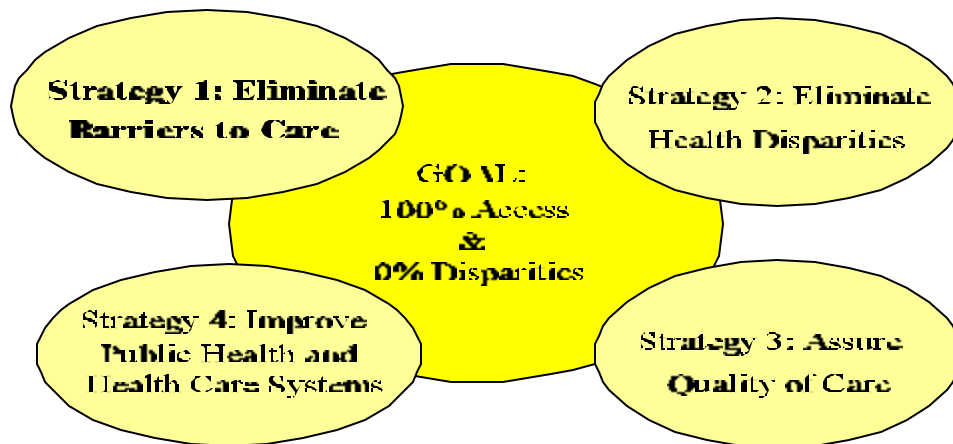 Strategy 1: Eliminate
Barriers to Care
Strategy 2: Eliminate
Health Disparities
GOAL:
100% Access
&
0% Disparities
Strategy 4: Improve
Public Health and
Health Care Systems
Strategy 3: Assure
Quality of Care